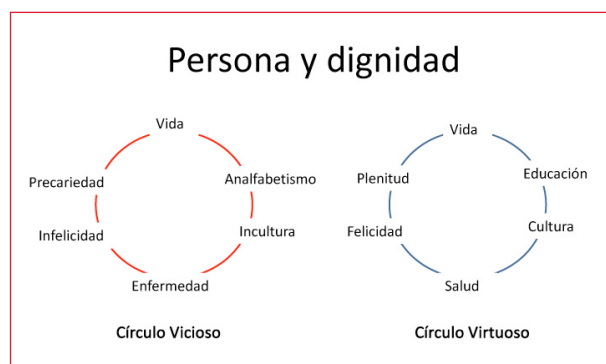 Persona y dignidad
Vida
Precariedad
Analfabetismo
Infelicidad
Incultura
Enfermedad
Círculo Vicioso
Vida
Plenitud
Educación
Felicidad
Cultura
Salud
Círculo Virtuoso